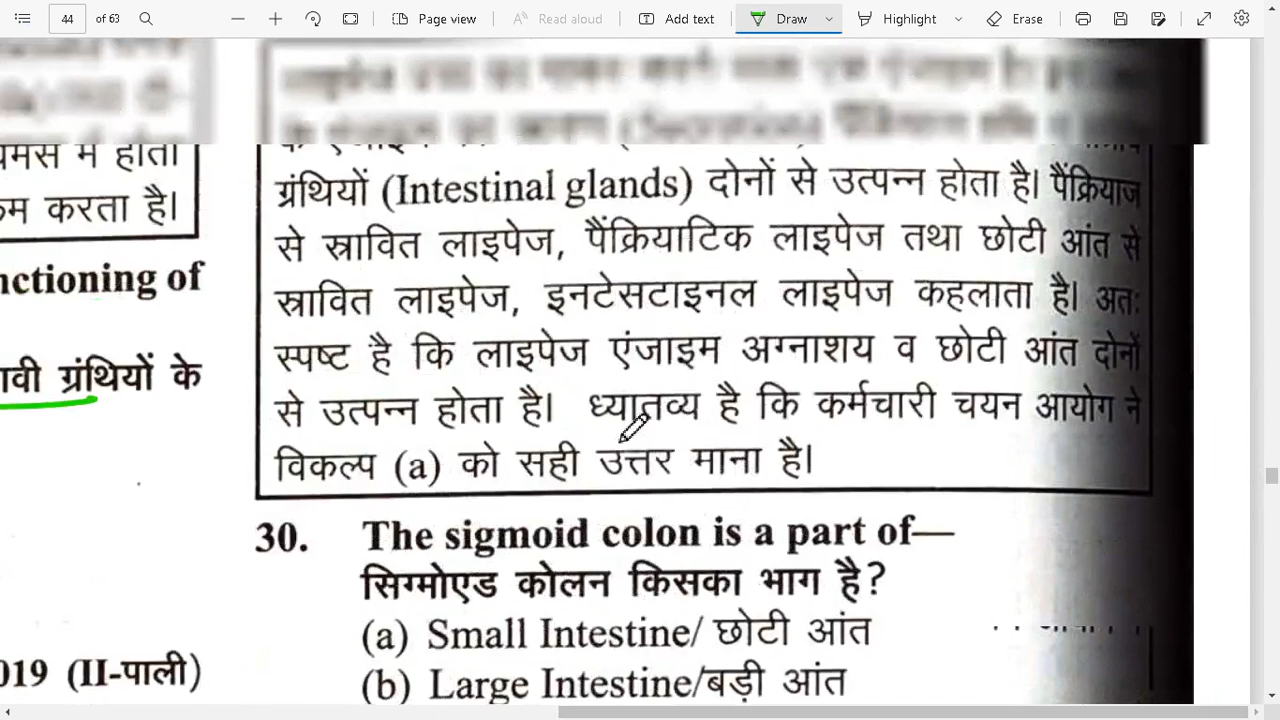 44 of 63
Page view
Read aloud
Add text
Draw
Highlight
Erase
यमस में होता
म करता है।
nctioning of
ावी ग्रंथियों के
019 (II-पाली)
ग्रंथियों (Intestinal glands) दोनों से उत्पन्न होता है। पैंक्रियाज
से स्रावित लाइपेज, पैंक्रियाटिक लाइपेज तथा छोटी आंत से
स्रावित लाइपेज, इनटेसटाइनल लाइपेज कहलाता है। अतः
स्पष्ट है कि लाइपेज एंजाइम अग्नाशय व छोटी आंत दोनों
से उत्पन्न होता है। ध्यातव्य है कि कर्मचारी चयन आयोग ने
विकल्प (a) को सही उत्तर माना है।
30. The sigmoid colon is a part of—
सिग्मोएड कोलन किसका भाग है?
(a) Small Intestine/ छोटी आंत
(b) Large Intestine/बड़ी आंत